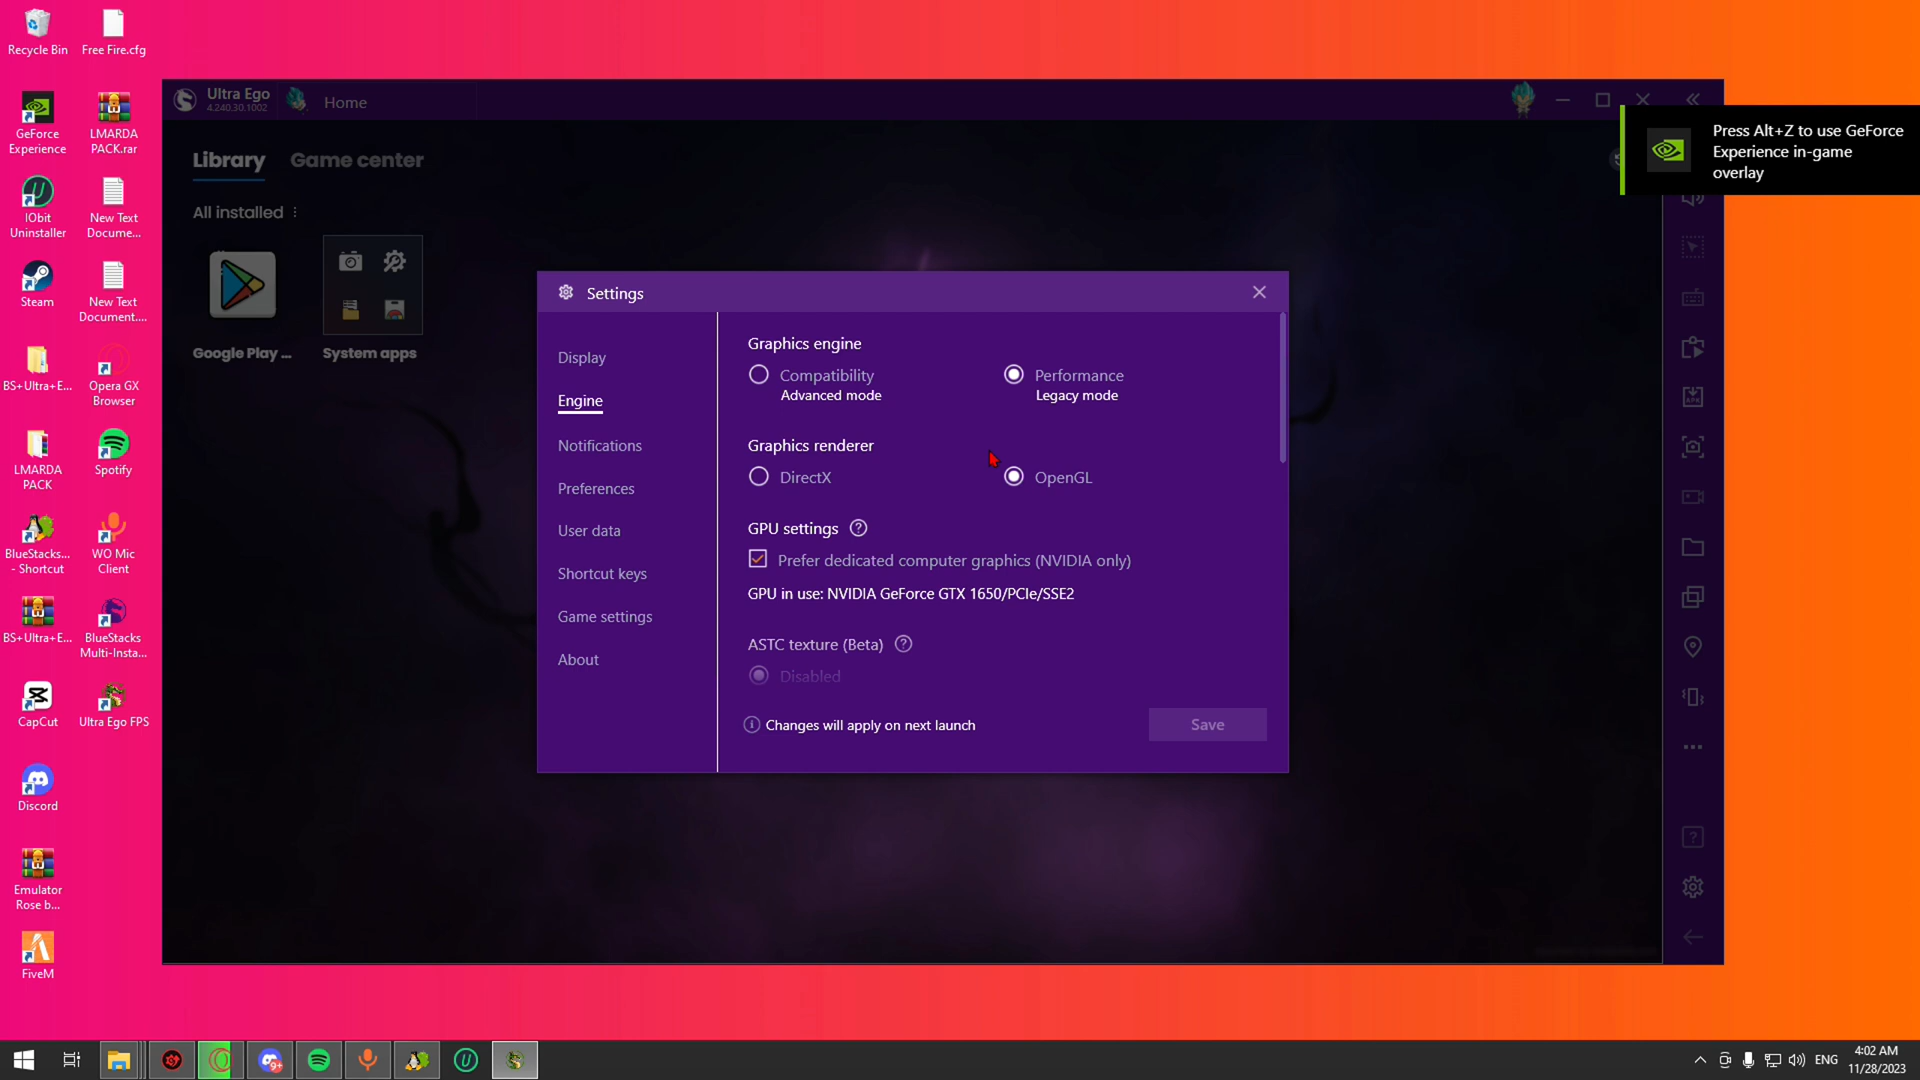 Recycle Bin
Free Fire.cfg
GeForce
Experience
LMARDA
PACK.rar
IObit
Uninstaller
New Text
Docume...
Steam
New Text
Document....
BS+Ultra+E...
Opera GX
Browser
LMARDA
PACK
Spotify
BlueStacks...
- Shortcut
WO Mic
Client
BS+Ultra+E...
BlueStacks
Multi-Insta...
CapCut
Ultra Ego FPS
Discord
Emulator
Rose b...
FiveM
Ultra Ego
4.240.30.1002
Home
Library
Game center
All installed
Google Play ...
System apps
Press Alt+Z to use GeForce
Experience in-game
overlay
Settings
Display
Engine
Notifications
Preferences
User data
Shortcut keys
Game settings
About
Graphics engine
Compatibility
Advanced mode
Performance
Legacy mode
Graphics renderer
DirectX
OpenGL
GPU settings
Prefer dedicated computer graphics (NVIDIA only)
GPU in use: NVIDIA GeForce GTX 1650/PCIe/SSE2
ASTC texture (Beta)
Disabled
Changes will apply on next launch
Save
9+
ENG
4:02 AM
11/28/2023